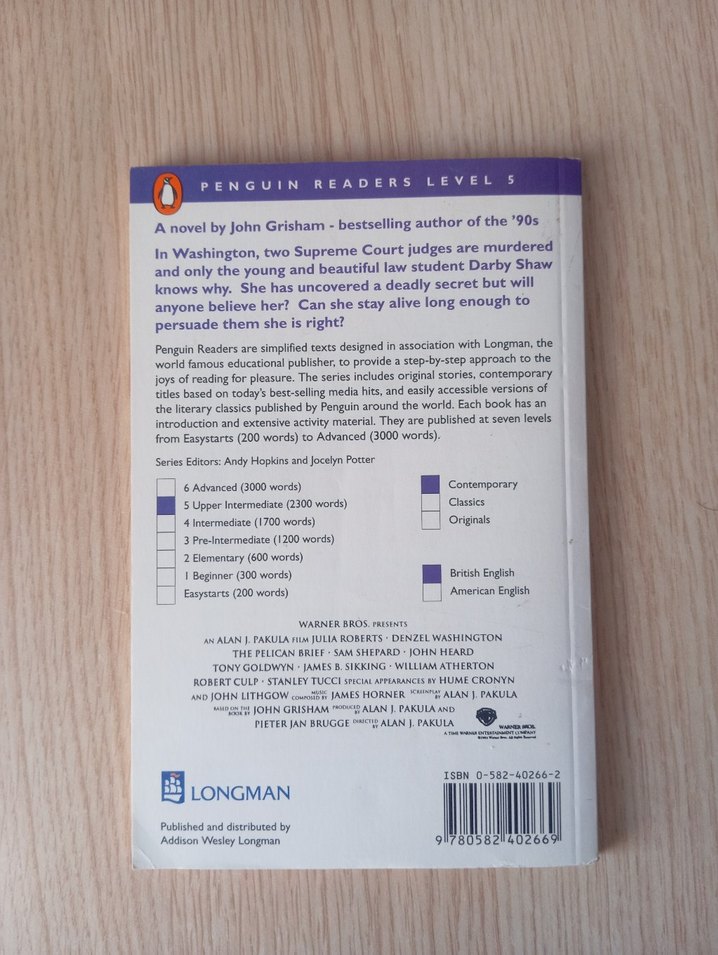 PENGUIN READERS LEVEL 5
A novel by John Grisham - bestselling author of the '90s
In Washington, two Supreme Court judges are murdered
and only the young and beautiful law student Darby Shaw
knows why. She has uncovered a deadly secret but will
anyone believe her? Can she stay alive long enough to
persuade them she is right?
Penguin Readers are simplified texts designed in association with Longman, the
world famous educational publisher, to provide a step-by-step approach to the
joys of reading for pleasure. The series includes original stories, contemporary
titles based on today's best-selling media hits, and easily accessible versions of
the literary classics published by Penguin around the world. Each book has an
introduction and extensive activity material. They are published at seven levels
from Easystarts (200 words) to Advanced (3000 words).
Series Editors: Andy Hopkins and Jocelyn Potter
6 Advanced (3000 words)
5 Upper Intermediate (2300 words)
4 Intermediate (1700 words)
3 Pre-Intermediate (1200 words)
2 Elementary (600 words)
1 Beginner (300 words)
Easystarts (200 words)
Contemporary
Classics
Originals
British English
American English
WARNER BROS. PRESENTS
AN ALAN J. PAKULA FILM JULIA ROBERTS · DENZEL WASHINGTON
THE PELICAN BRIEF · SAM SHEPARD · JOHN HEARD
TONY GOLDWYN · JAMES B. SIKKING · WILLIAM ATHERTON
ROBERT CULP · STANLEY TUCCI SPECIAL APPEARANCES BY HUME CRONYN
AND JOHN LITHGOW MUSIC COMPOSED BY JAMES HORNER SCREENPLAY BY ALAN J. PAKULA
BASED ON THE BOOK BY JOHN GRISHAM PRODUCED BY ALAN J. PAKULA AND
PIETER JAN BRUGGE DIRECTED BY ALAN J. PAKULA
WARNER BROS.
A TIME WARNER ENTERTAINMENT COMPANY
LONGMAN
Published and distributed by
Addison Wesley Longman
ISBN 0-582-40266-2
9 780582 402669